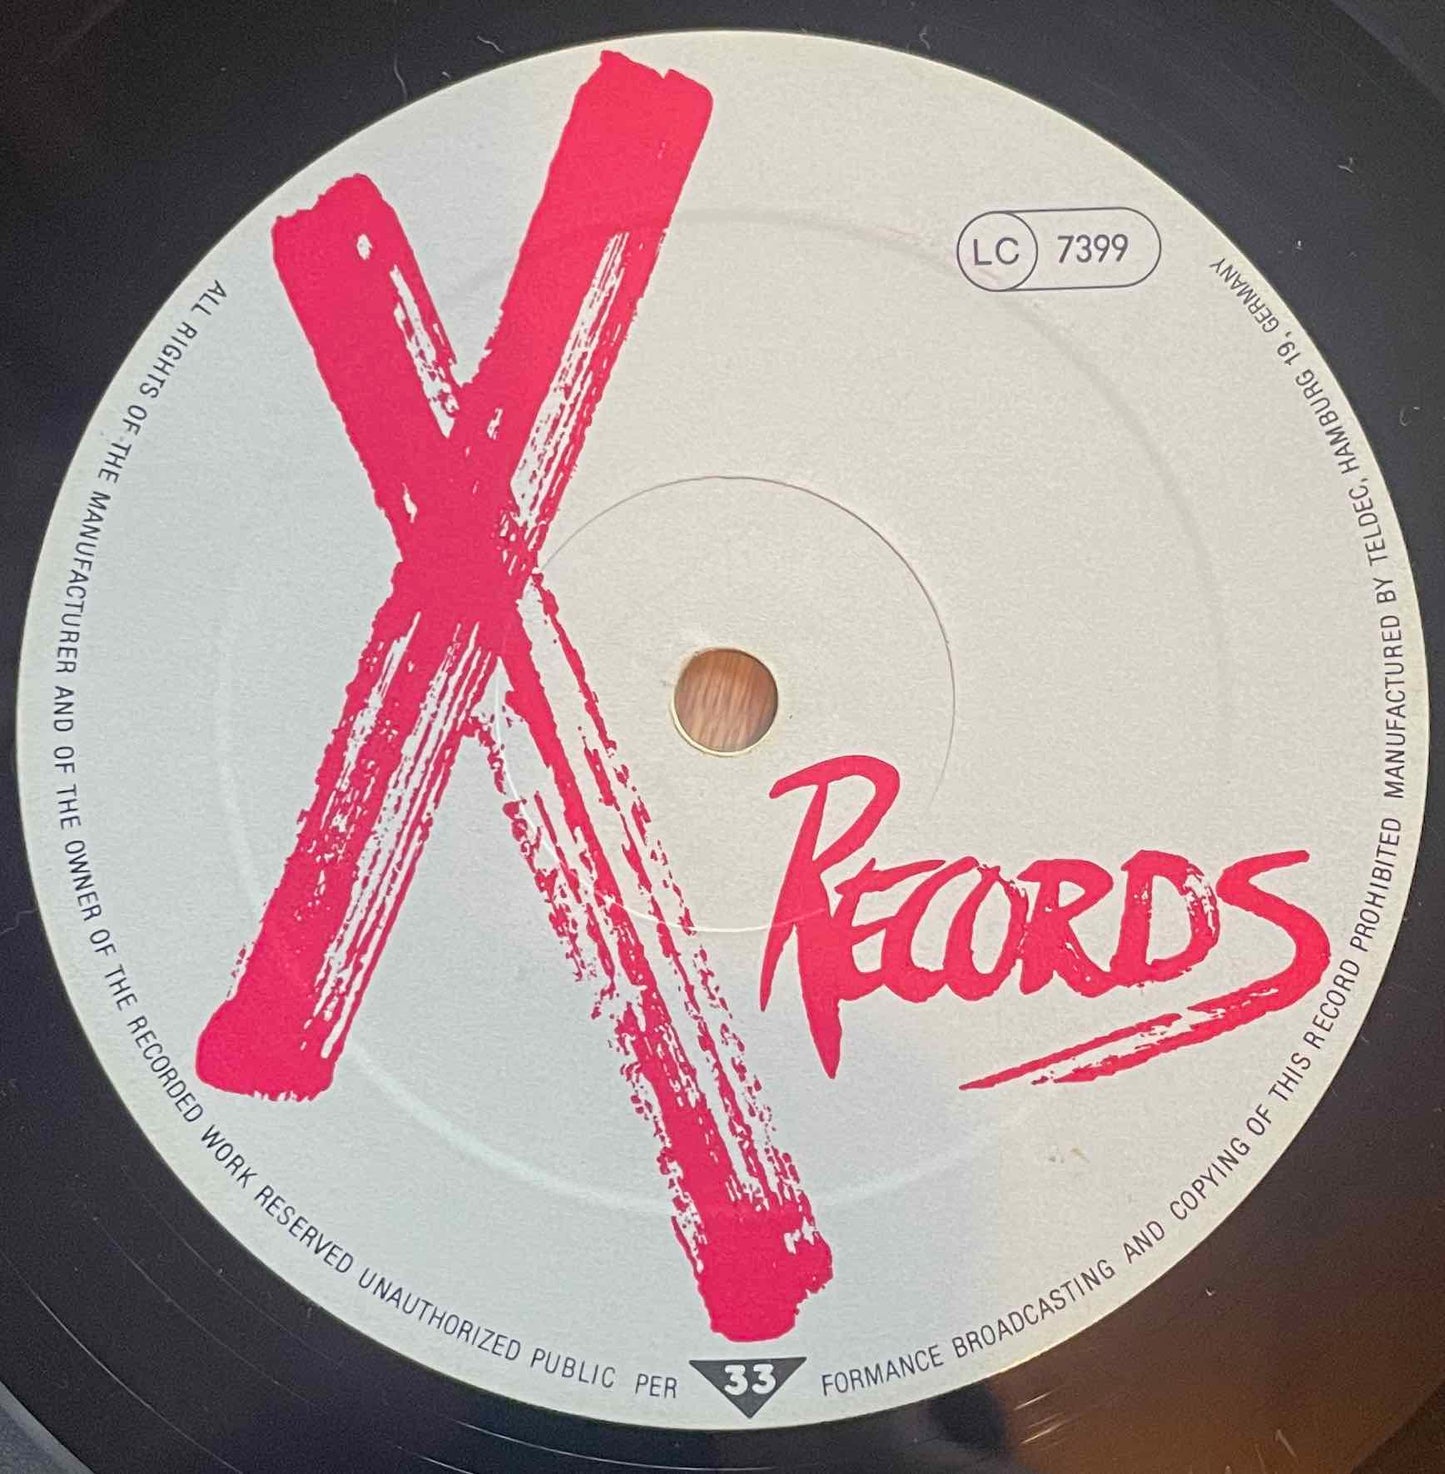 X
RECORDS
LC 7399
ALL RIGHTS OF THE MANUFACTURER AND OF THE OWNER OF THE RECORDED WORK RESERVED UNAUTHORIZED PUBLIC PER 33 FORMANCE BROADCASTING AND COPYING OF THIS RECORD PROHIBITED MANUFACTURED BY TELDEC, HAMBURG 19, GERMANY